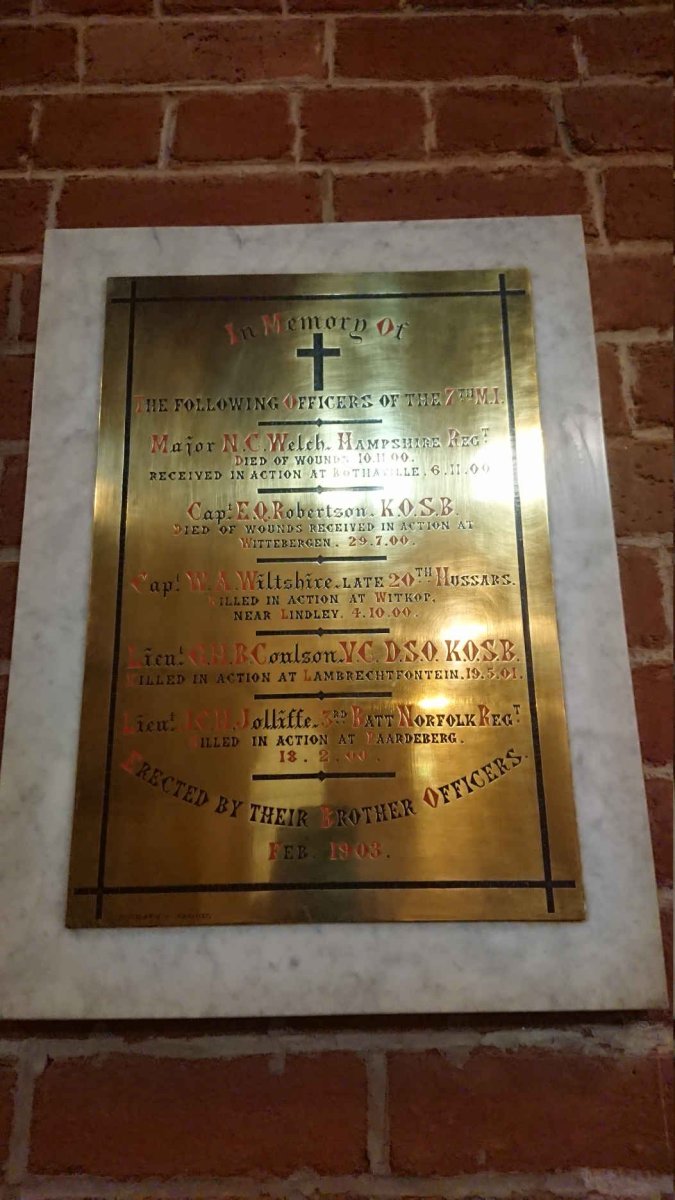 In Memory Of
THE FOLLOWING OFFICERS OF THE 7TH M.I.
Major N.C. Welch. HAMPSHIRE REGT
DIED OF WOUNDS 10.11 00.
RECEIVED IN ACTION AT BOTHAVILLE. 6.11.00
Capt. E.Q. Robertson. K.O.S.B.
DIED OF WOUNDS RECEIVED IN ACTION AT
WITTEBERGEN. 29.7.00.
Capt. W.A. Wiltshire. LATE 20TH HUSSARS.
KILLED IN ACTION AT WITKOP.
NEAR LINDLEY. 4.10.00.
Lieut. G.H.B. Coulson. V.C. D.S.O. K.O.S.B.
KILLED IN ACTION AT LAMBRECHTFONTEIN. 19.5.01.
Lieut. Jolliffe. 3RD BATT NORFOLK REGT
KILLED IN ACTION AT PAARDEBERG.
18. 2. 00.
ERECTED BY THEIR BROTHER OFFICERS.
FEB. 1903.